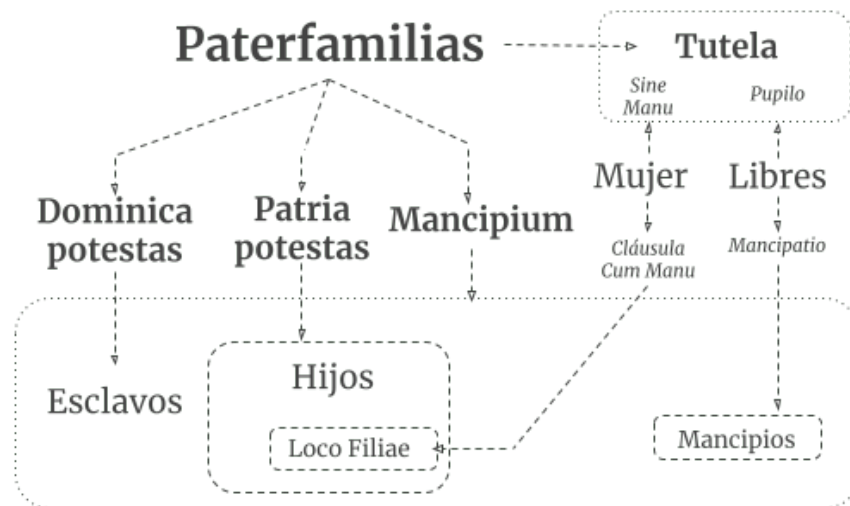 Paterfamilias
Tutela
Sine
Manu
Pupilo
Mujer
Libres
Dominica
potestas
Patria
potestas
Mancipium
Cláusula
Cum Manu
Mancipatio
Esclavos
Hijos
Loco Filiae
Mancipios